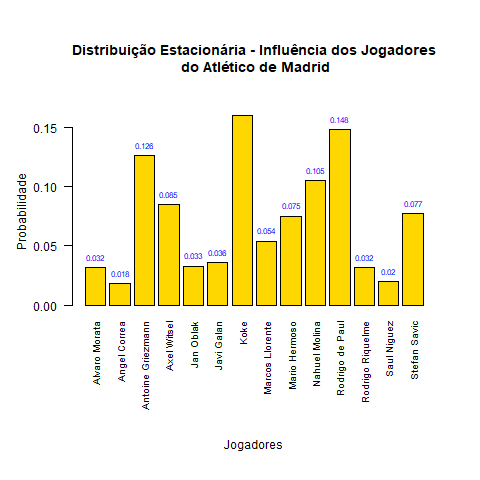 Distribuição Estacionária - Influência dos Jogadores
do Atlético de Madrid
Probabilidade
0.15
0.10
0.05
0.00
0.032
0.018
0.126
0.085
0.033
0.036
0.054
0.075
0.105
0.148
0.032
0.02
0.077
Alvaro Morata
Angel Correa
Antoine Griezmann
Axel Witsel
Jan Oblak
Javi Galan
Koke
Marcos Llorente
Mario Hermoso
Nahuel Molina
Rodrigo de Paul
Rodrigo Riquelme
Saul Niguez
Stefan Savic
Jogadores